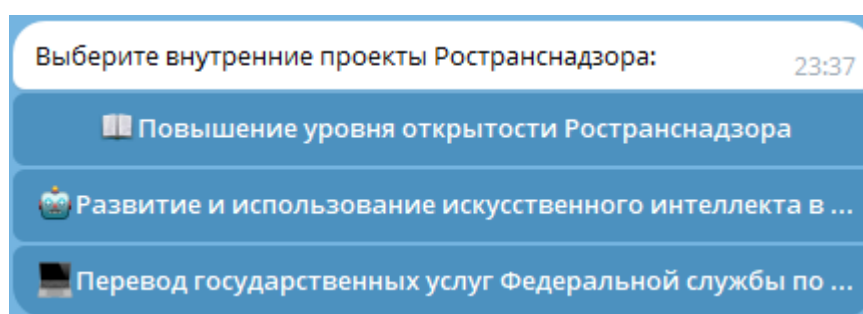 Выберите внутренние проекты Ространснадзора:
23:37
Повышение уровня открытости Ространснадзора
Развитие и использование искусственного интеллекта в ...
Перевод государственных услуг Федеральной службы по ...